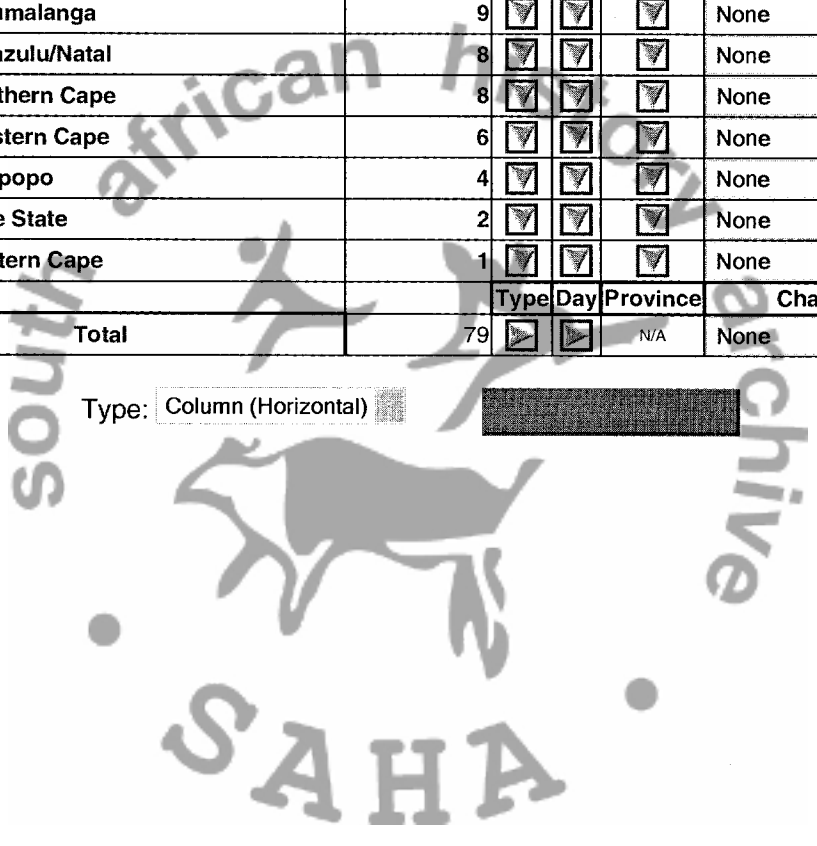 umalanga 9 None
azulu/Natal 8 None
thern Cape 8 None
stern Cape 6 None
popo 4 None
e State 2 None
tern Cape 1 None
Type Day Province Cha
Total 79 N/A None
Type: Column (Horizontal)
south african history archive
SAHA